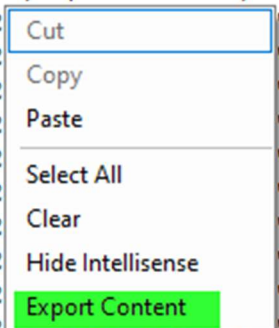 Cut
Copy
Paste
Select All
Clear
Hide Intellisense
Export Content